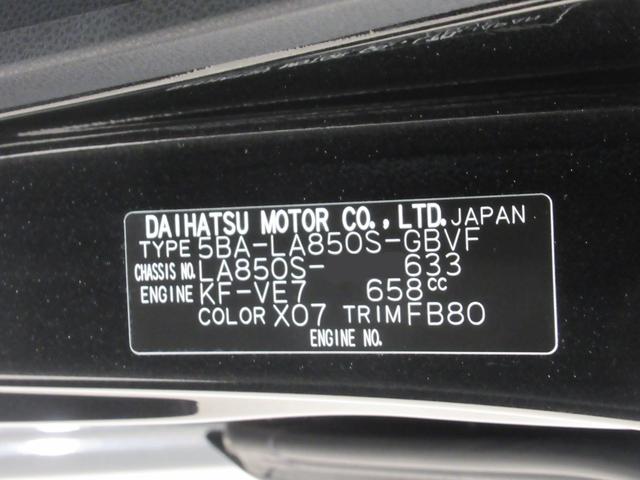 DAIHATSU MOTOR CO., LTD. JAPAN
TYPE 5BA-LA850S-GBVF
CHASSIS NO. LA850S- 633
ENGINE KF-VE7 658cc
COLOR X07 TRIM FB80
ENGINE NO.